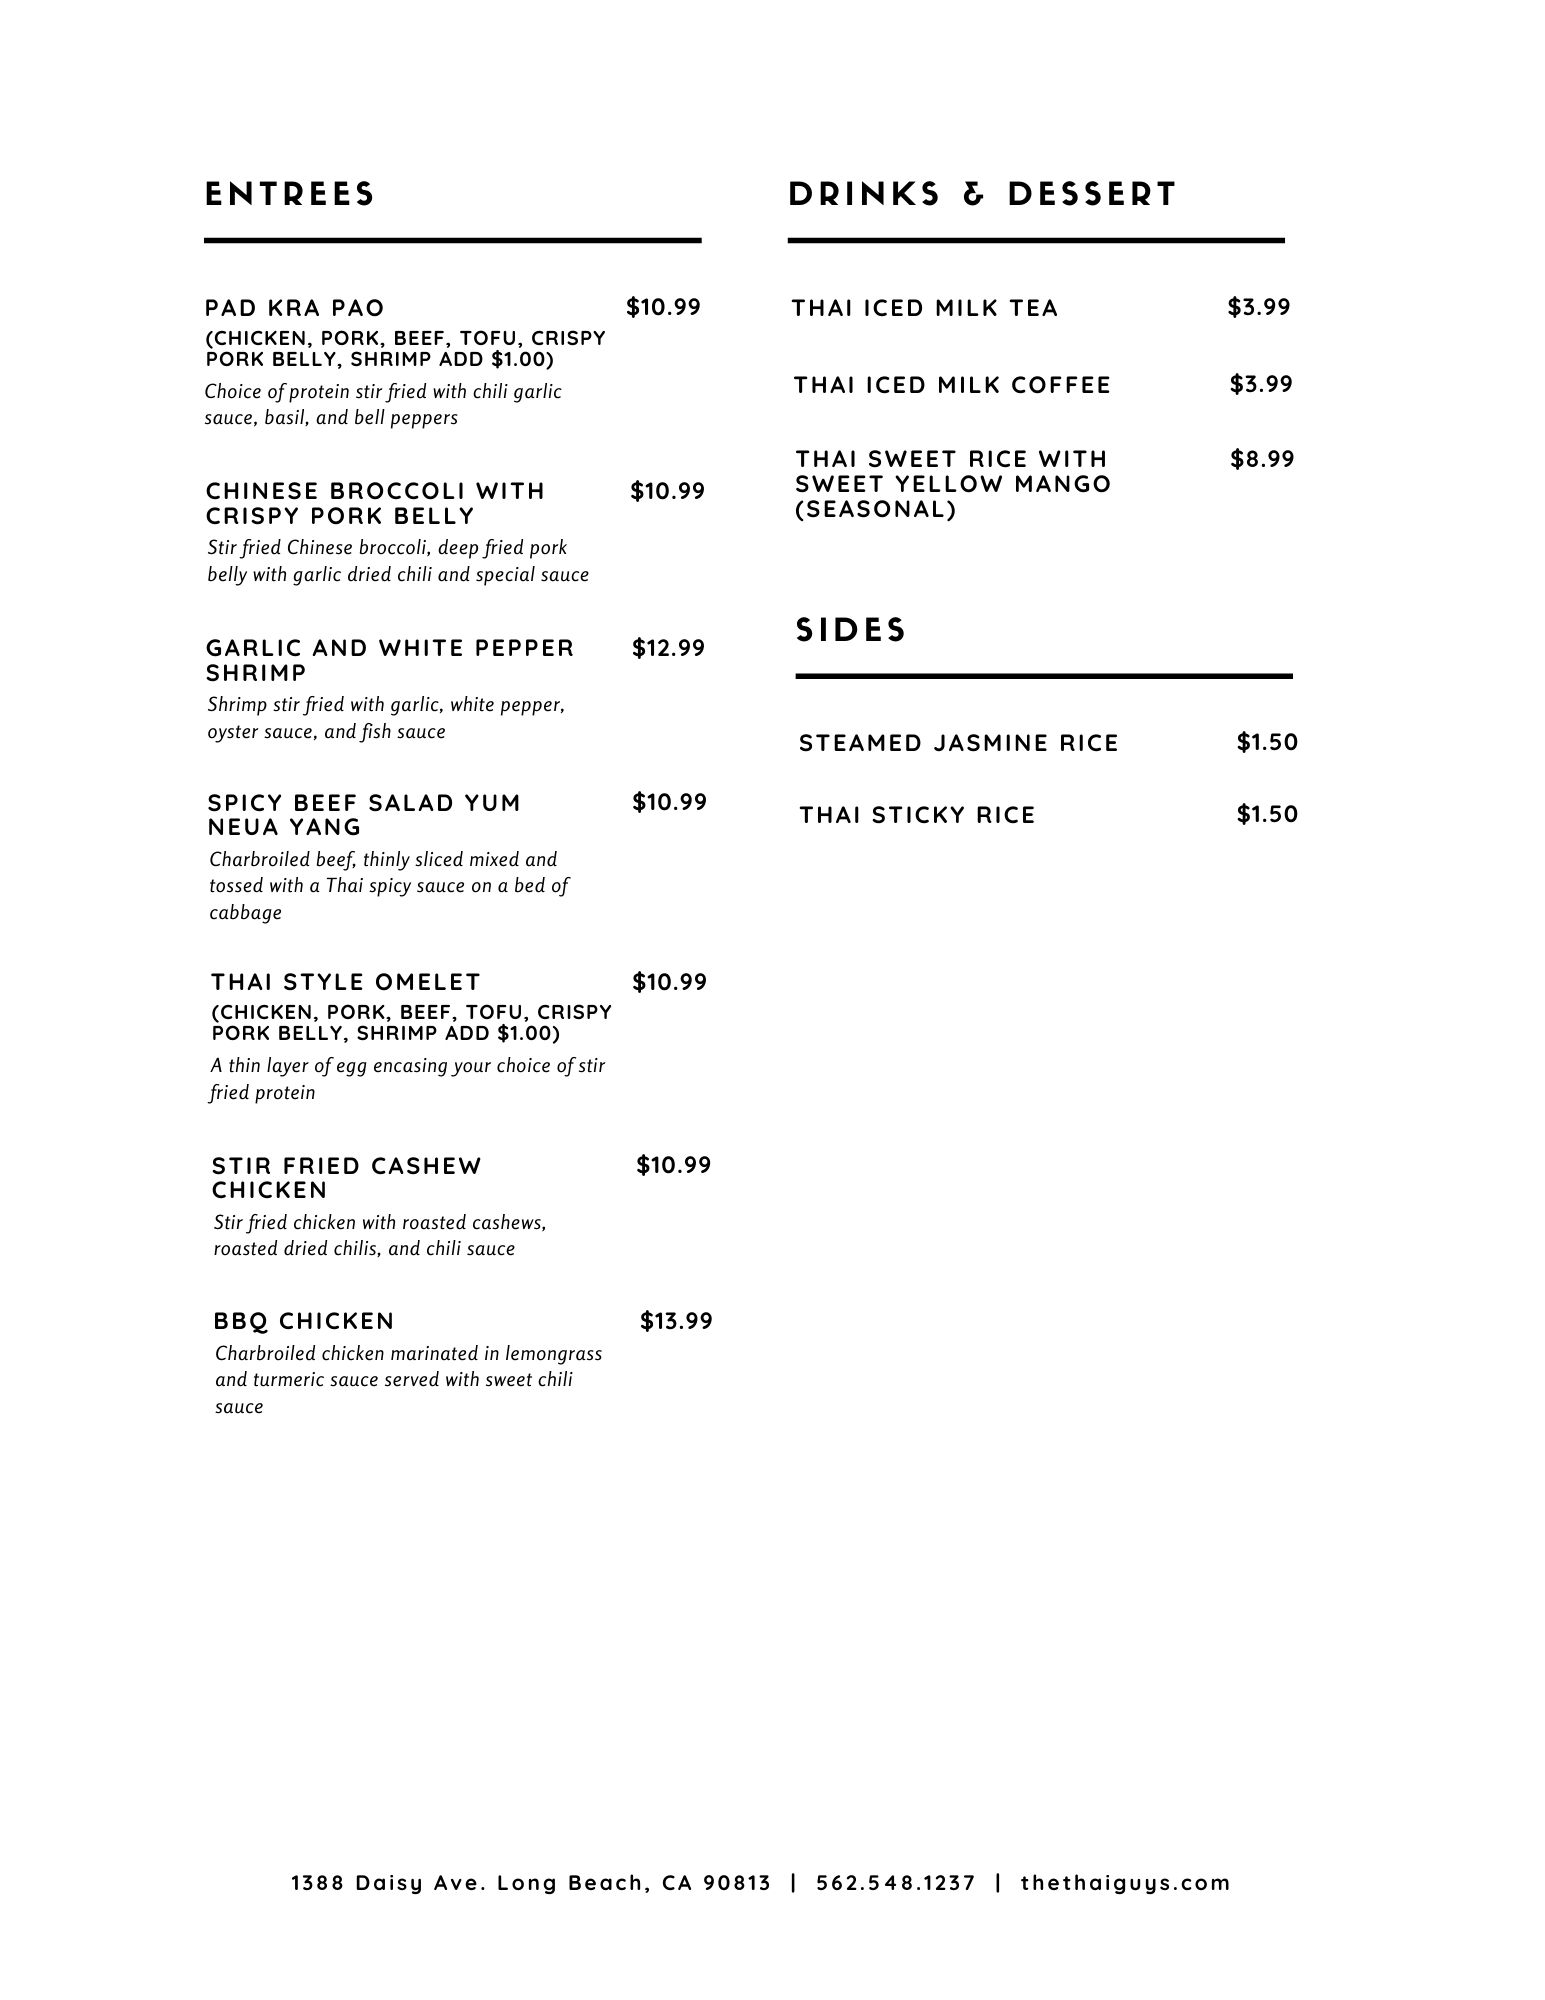 ENTREES
PAD KRA PAO $10.99
(CHICKEN, PORK, BEEF, TOFU, CRISPY
PORK BELLY, SHRIMP ADD $1.00)
Choice of protein stir fried with chili garlic
sauce, basil, and bell peppers
CHINESE BROCCOLI WITH $10.99
CRISPY PORK BELLY
Stir fried Chinese broccoli, deep fried pork
belly with garlic dried chili and special sauce
GARLIC AND WHITE PEPPER $12.99
SHRIMP
Shrimp stir fried with garlic, white pepper,
oyster sauce, and fish sauce
SPICY BEEF SALAD YUM $10.99
NEUA YANG
Charbroiled beef, thinly sliced mixed and
tossed with a Thai spicy sauce on a bed of
cabbage
THAI STYLE OMELET $10.99
(CHICKEN, PORK, BEEF, TOFU, CRISPY
PORK BELLY, SHRIMP ADD $1.00)
A thin layer of egg encasing your choice of stir
fried protein
STIR FRIED CASHEW $10.99
CHICKEN
Stir fried chicken with roasted cashews,
roasted dried chilis, and chili sauce
BBQ CHICKEN $13.99
Charbroiled chicken marinated in lemongrass
and turmeric sauce served with sweet chili
sauce
DRINKS & DESSERT
THAI ICED MILK TEA $3.99
THAI ICED MILK COFFEE $3.99
THAI SWEET RICE WITH $8.99
SWEET YELLOW MANGO
(SEASONAL)
SIDES
STEAMED JASMINE RICE $1.50
THAI STICKY RICE $1.50
1388 Daisy Ave. Long Beach, CA 90813 | 562.548.1237 | thethaiguys.com